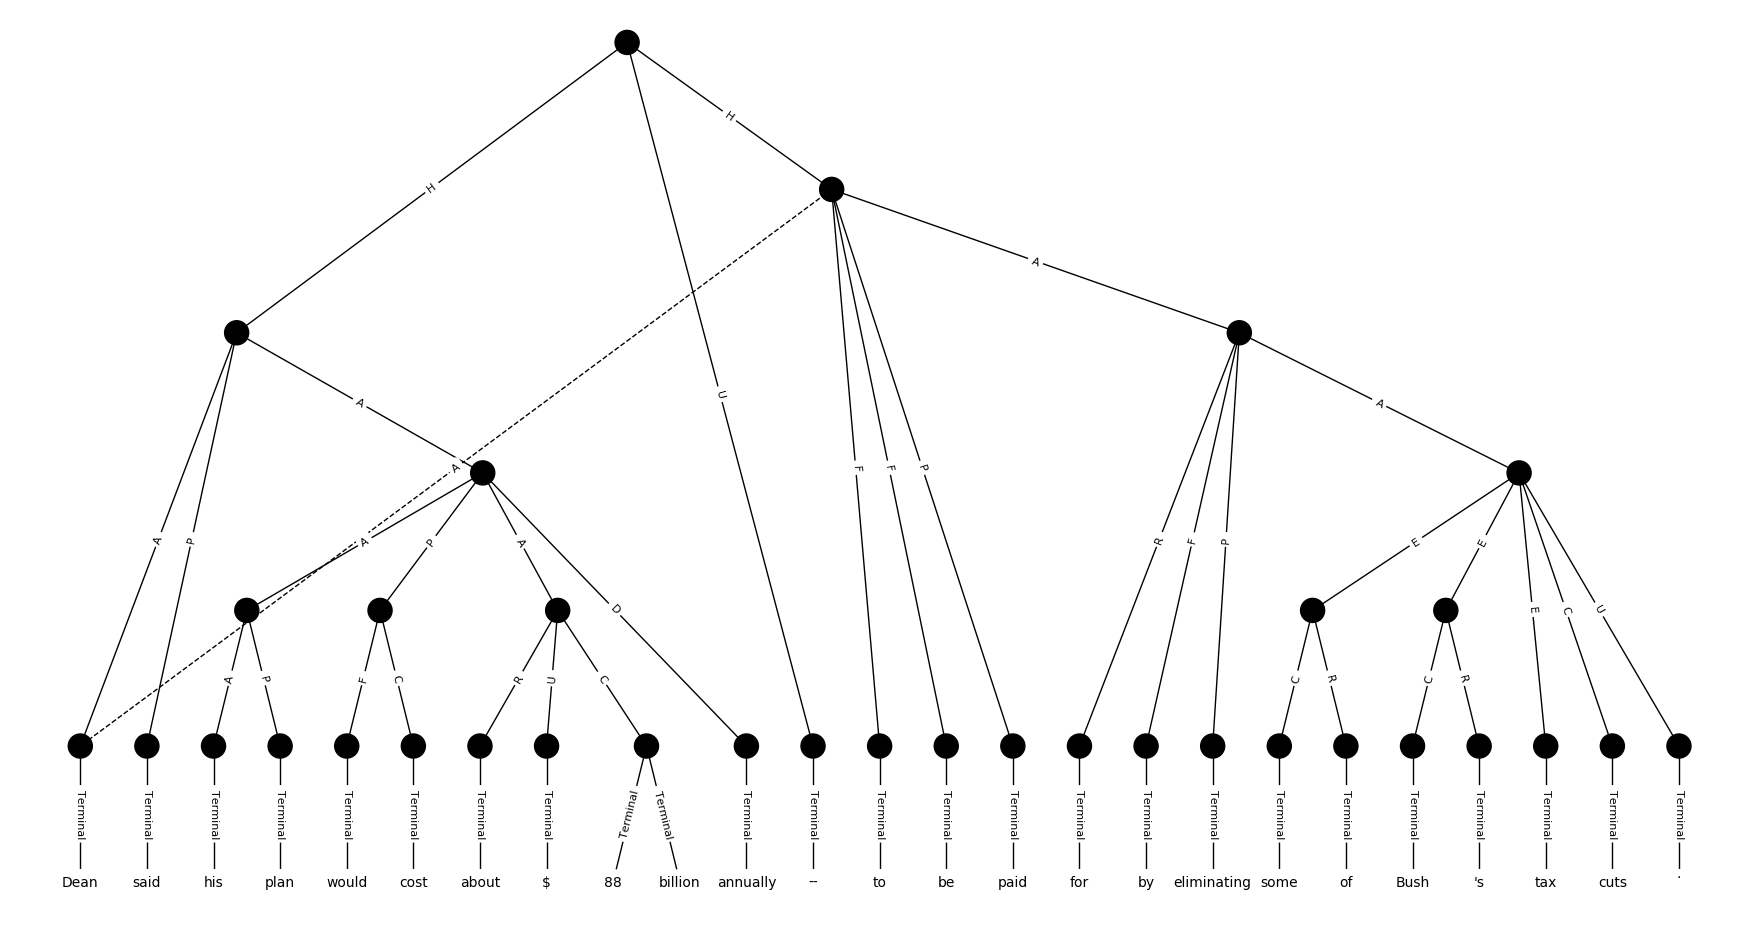 H
H
A
U
A
A
A
F F P
A P A P A D R F P E E E C U
A P F C R U C C R C R
Terminal Terminal Terminal Terminal Terminal Terminal Terminal Terminal Terminal Terminal Terminal Terminal Terminal Terminal Terminal Terminal Terminal Terminal Terminal Terminal Terminal Terminal Terminal Terminal Terminal
Dean said his plan would cost about $ 88 billion annually -- to be paid for by eliminating some of Bush 's tax cuts .